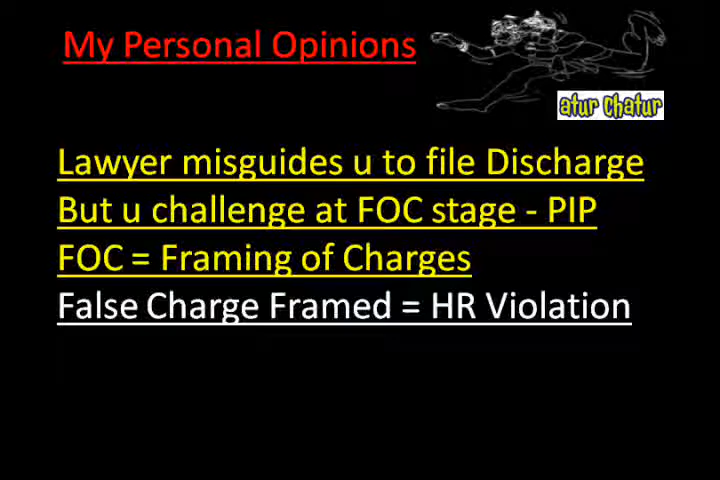 My Personal Opinions
atur chatur
Lawyer misguides u to file Discharge
But u challenge at FOC stage - PIP
FOC = Framing of Charges
False Charge Framed = HR Violation